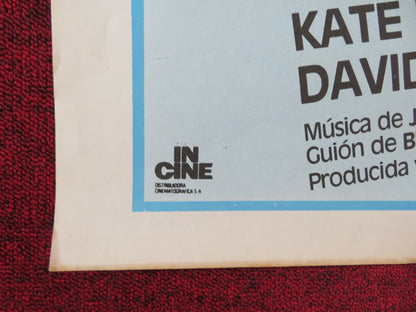 KATE
DAVID
Música de J
Guión de B
Producida
IN
CINE
DISTRIBUIDORA
CINEMATOGRAFICA S A